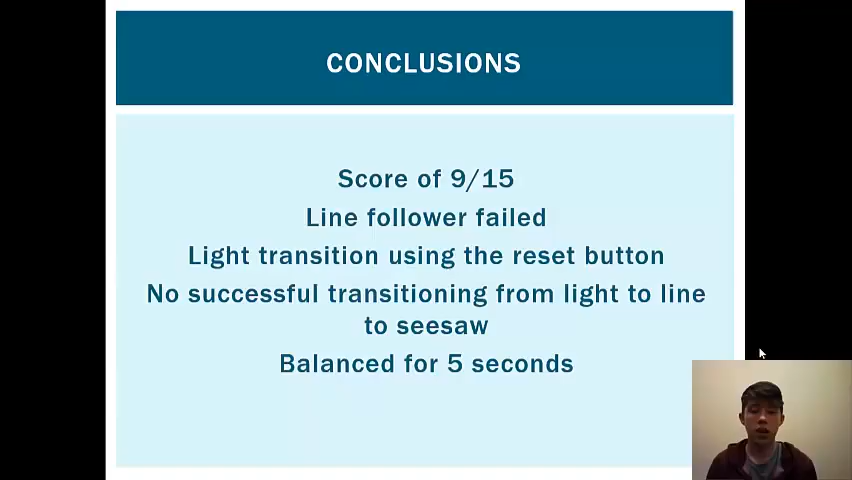 CONCLUSIONS
Score of 9/15
Line follower failed
Light transition using the reset button
No successful transitioning from light to line
to seesaw
Balanced for 5 seconds